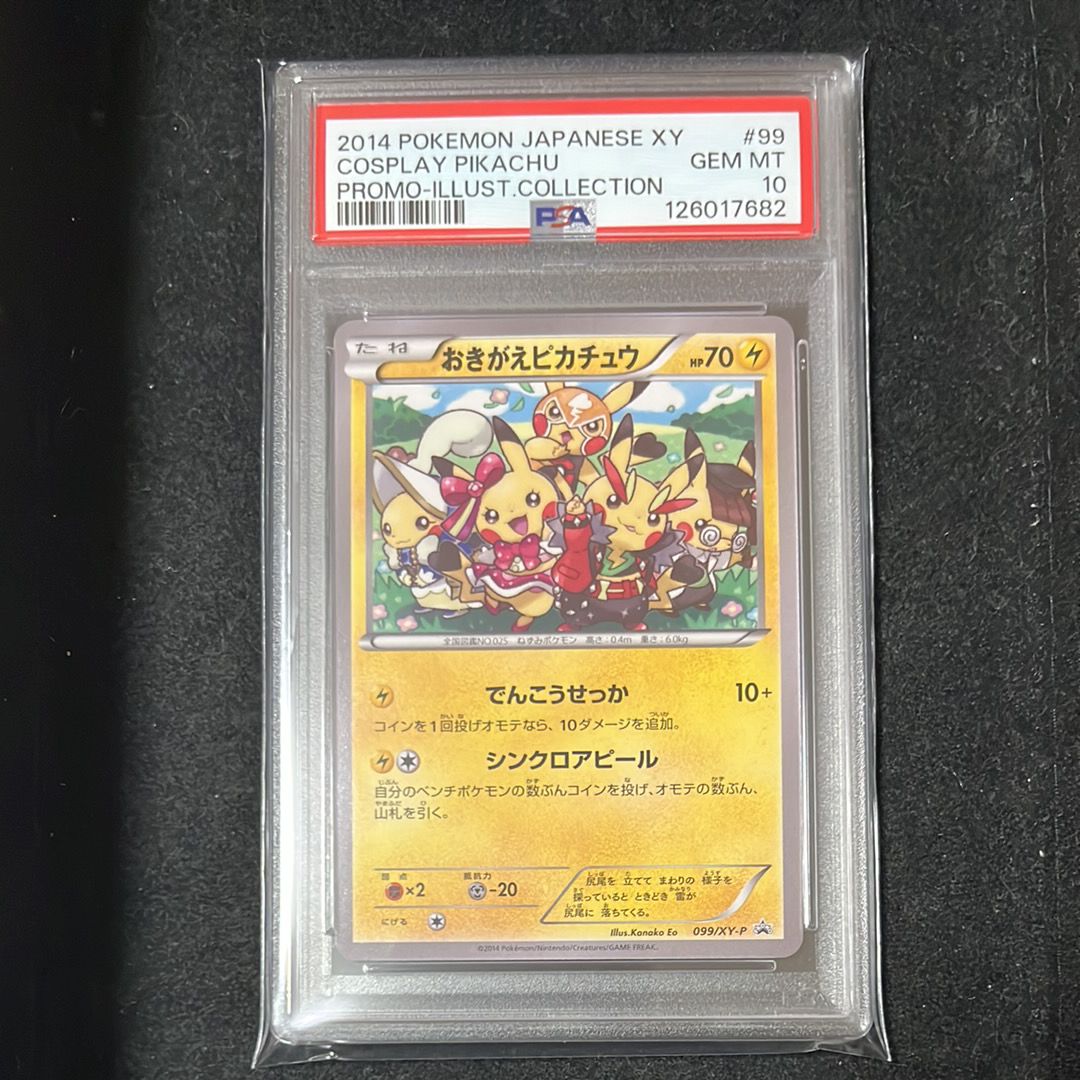 2014 POKEMON JAPANESE XY #99
COSPLAY PIKACHU GEM MT
PROMO-ILLUST.COLLECTION 10
PSA 126017682
たね おきがえピカチュウ HP70
全国図鑑NO.025 ねずみポケモン 高さ:0.4m 重さ:6.0kg
でんこうせっか 10+
コインを1回投げオモテなら、10ダメージを追加。
シンクロアピール
自分のベンチポケモンの数ぶんコインを投げ、オモテの数ぶん、
山札を引く。
弱点 抵抗力
×2 -20
にげる
尻尾を 立てて まわりの 様子を
探っていると ときどき 雷が
尻尾に 落ちてくる。
Illus.Kanako Eo 099/XY-P
©2014 Pokémon/Nintendo/Creatures/GAME FREAK.